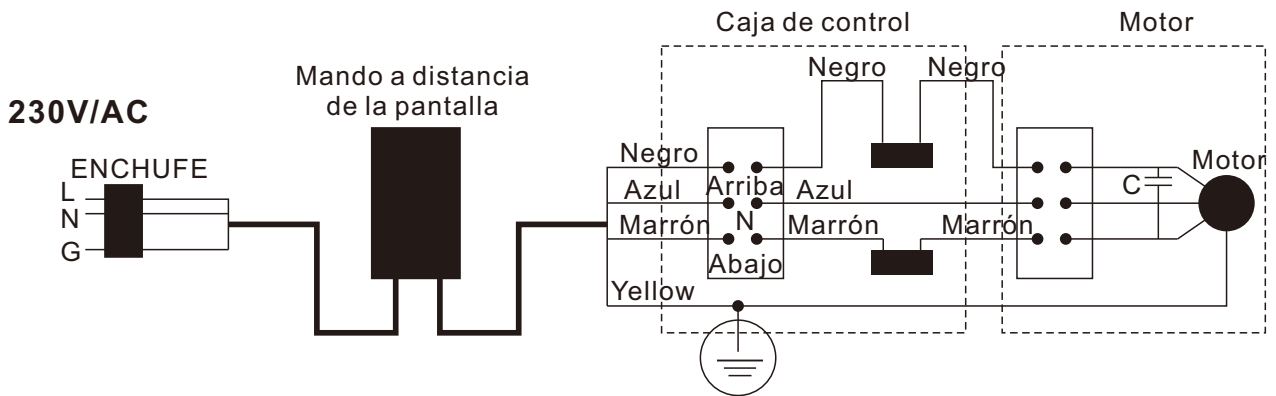 Caja de control
Motor
Mando a distancia
de la pantalla
230V/AC
ENCHUFE
L
N
G
Negro
Negro
Negro
Azul
Arriba
Azul
Marrón
N
Marrón
Marrón
Abajo
Yellow
C
Motor